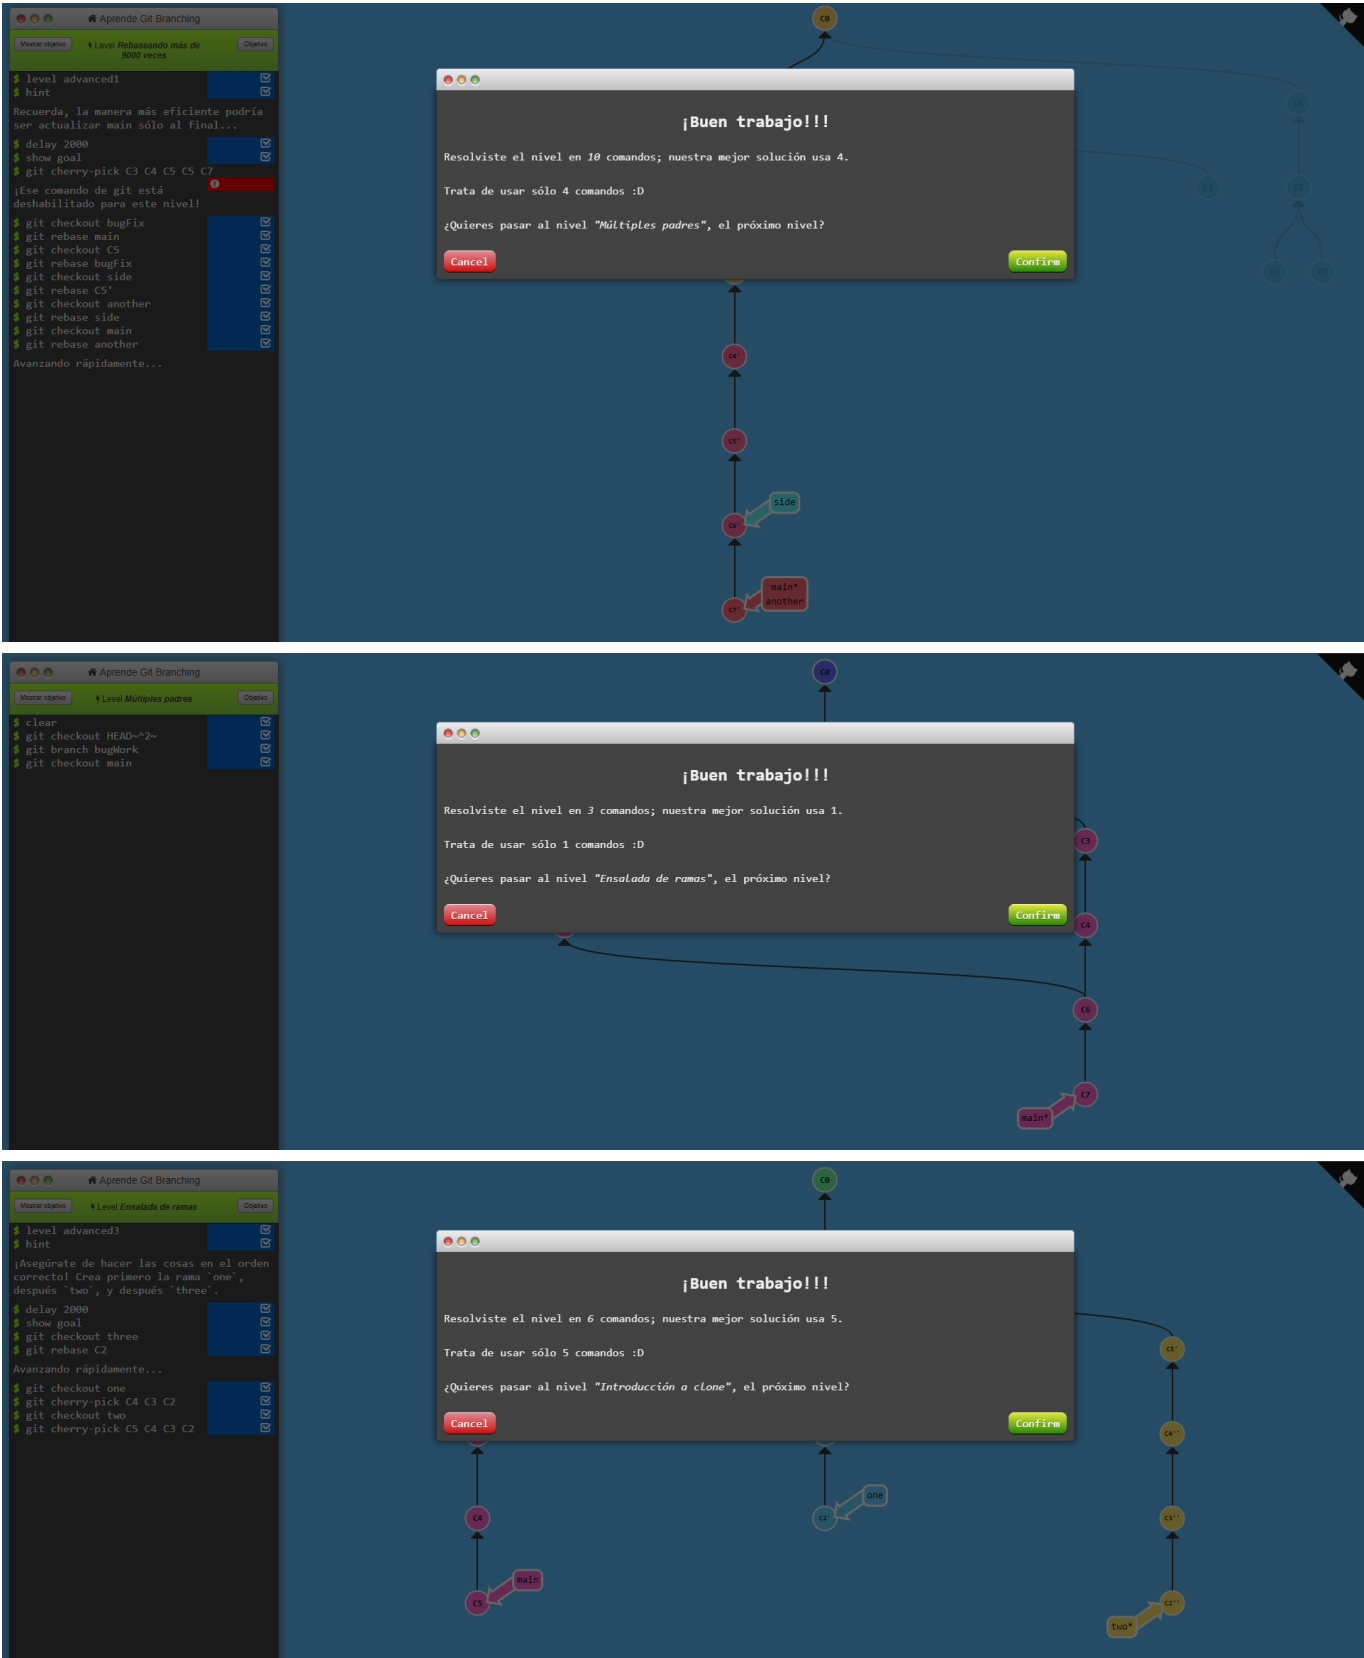 Aprende Git Branching
Mostrar objetivo
Level Rebaseando más de
9000 veces
Objetivo
$ level advanced1
$ hint
Recuerda, la manera más eficiente podría
ser actualizar main sólo al final...
$ delay 2000
$ show goal
$ git cherry-pick C3 C4 C5 C5 C7
¡Ese comando de git está
deshabilitado para este nivel!
$ git checkout bugFix
$ git rebase main
$ git checkout C5
$ git rebase bugFix
$ git checkout side
$ git rebase C5'
$ git checkout another
$ git rebase side
$ git checkout main
$ git rebase another
Avanzando rápidamente...
C0
¡Buen trabajo!!!
Resolviste el nivel en 10 comandos; nuestra mejor solución usa 4.
Trata de usar sólo 4 comandos :D
¿Quieres pasar al nivel "Múltiples padres", el próximo nivel?
Cancel
Confirm
C4'
C5'
side
C6'
main*
another
C7'
Aprende Git Branching
Mostrar objetivo
Level Múltiples padres
Objetivo
$ clear
$ git checkout HEAD~^2~
$ git branch bugWork
$ git checkout main
C0
¡Buen trabajo!!!
Resolviste el nivel en 3 comandos; nuestra mejor solución usa 1.
Trata de usar sólo 1 comandos :D
¿Quieres pasar al nivel "Ensalada de ramas", el próximo nivel?
Cancel
Confirm
C3
C4
C6
C7
main*
Aprende Git Branching
Mostrar objetivo
Level Ensalada de ramas
Objetivo
$ level advanced3
$ hint
¡Asegúrate de hacer las cosas en el orden
correcto! Crea primero la rama `one`,
después `two`, y después `three`.
$ delay 2000
$ show goal
$ git checkout three
$ git rebase C2
Avanzando rápidamente...
$ git checkout one
$ git cherry-pick C4 C3 C2
$ git checkout two
$ git cherry-pick C5 C4 C3 C2
C0
¡Buen trabajo!!!
Resolviste el nivel en 6 comandos; nuestra mejor solución usa 5.
Trata de usar sólo 5 comandos :D
¿Quieres pasar al nivel "Introducción a clone", el próximo nivel?
Cancel
Confirm
C5'
C4''
one
C4
C2'
C3''
main
C5
C2''
two*